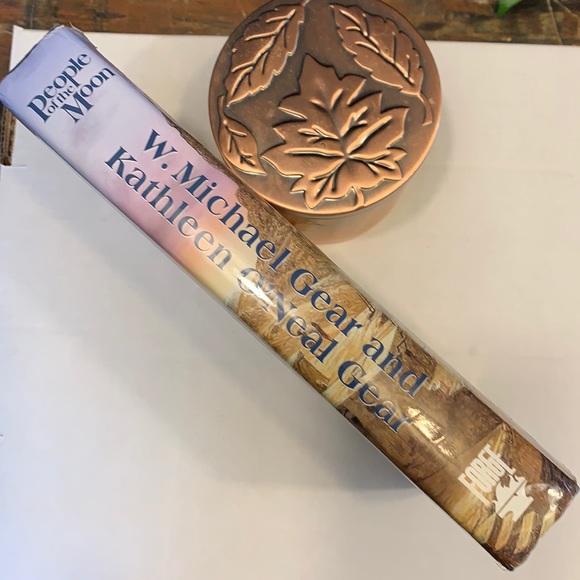 People
of the
Moon
W. Michael Gear and
Kathleen O'Neal Gear
FORGE